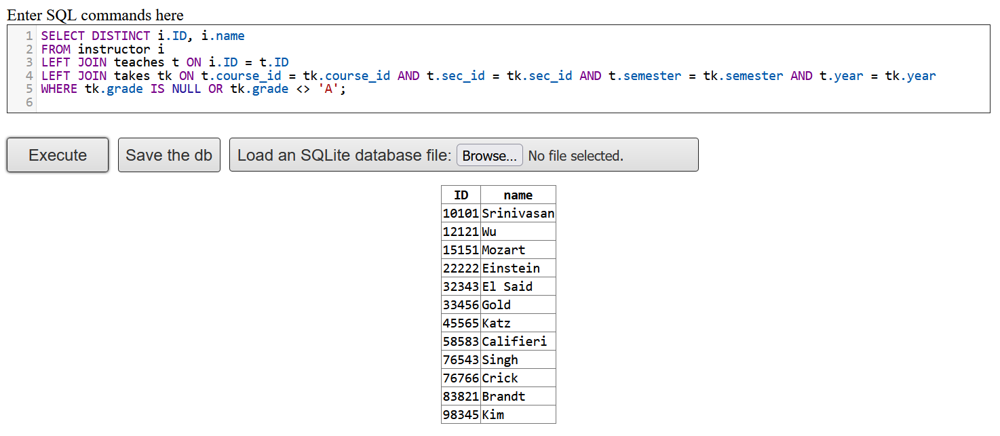 Enter SQL commands here
1 SELECT DISTINCT i.ID, i.name
2 FROM instructor i
3 LEFT JOIN teaches t ON i.ID = t.ID
4 LEFT JOIN takes tk ON t.course_id = tk.course_id AND t.sec_id = tk.sec_id AND t.semester = tk.semester AND t.year = tk.year
5 WHERE tk.grade IS NULL OR tk.grade <> 'A';
6
Execute Save the db Load an SQLite database file: Browse... No file selected.
ID name
10101 Srinivasan
12121 Wu
15151 Mozart
22222 Einstein
32343 El Said
33456 Gold
45565 Katz
58583 Califieri
76543 Singh
76766 Crick
83821 Brandt
98345 Kim